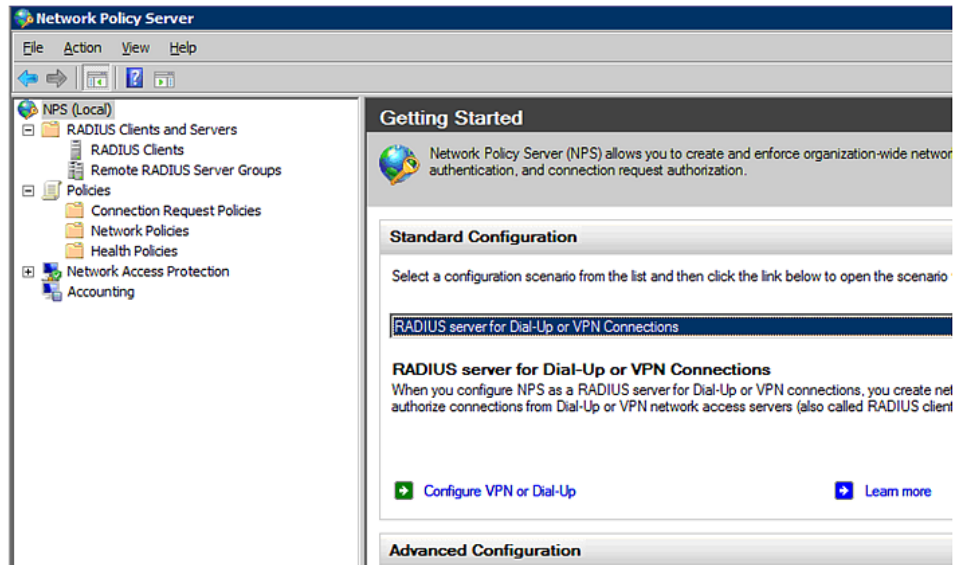 Network Policy Server
File Action View Help
NPS (Local)
RADIUS Clients and Servers
RADIUS Clients
Remote RADIUS Server Groups
Policies
Connection Request Policies
Network Policies
Health Policies
Network Access Protection
Accounting
Getting Started
Network Policy Server (NPS) allows you to create and enforce organization-wide networ
authentication, and connection request authorization.
Standard Configuration
Select a configuration scenario from the list and then click the link below to open the scenario
RADIUS server for Dial-Up or VPN Connections
RADIUS server for Dial-Up or VPN Connections
When you configure NPS as a RADIUS server for Dial-Up or VPN connections, you create net
authorize connections from Dial-Up or VPN network access servers (also called RADIUS client
Configure VPN or Dial-Up
Learn more
Advanced Configuration